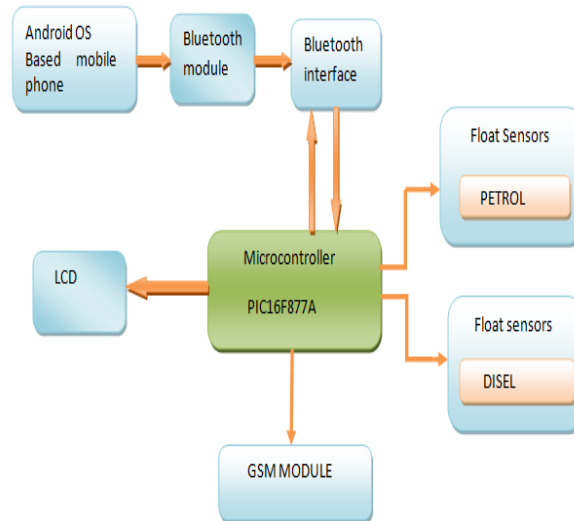 Android OS
Based mobile
phone
Bluetooth
module
Bluetooth
interface
Float Sensors
PETROL
Microcontroller
PIC16F877A
LCD
Float sensors
DISEL
GSM MODULE